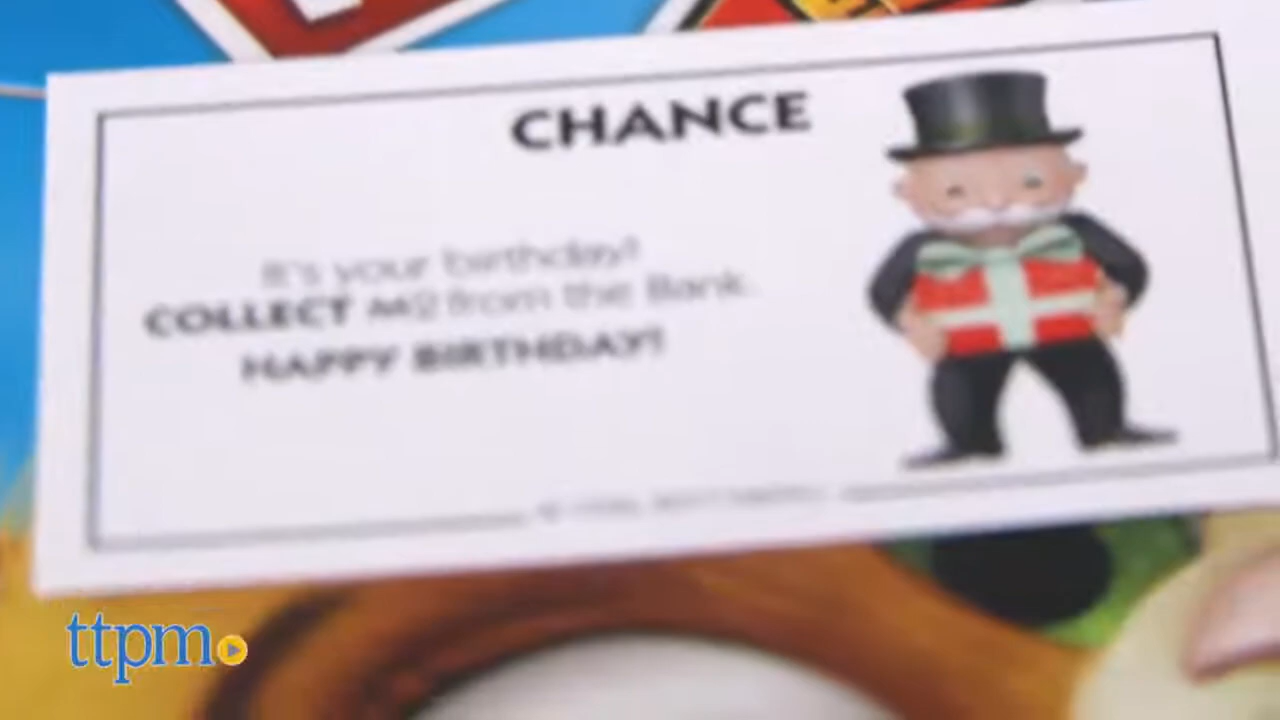 CHANCE
It's your birthday!
COLLECT M2 from the Bank.
HAPPY BIRTHDAY!
ttpm